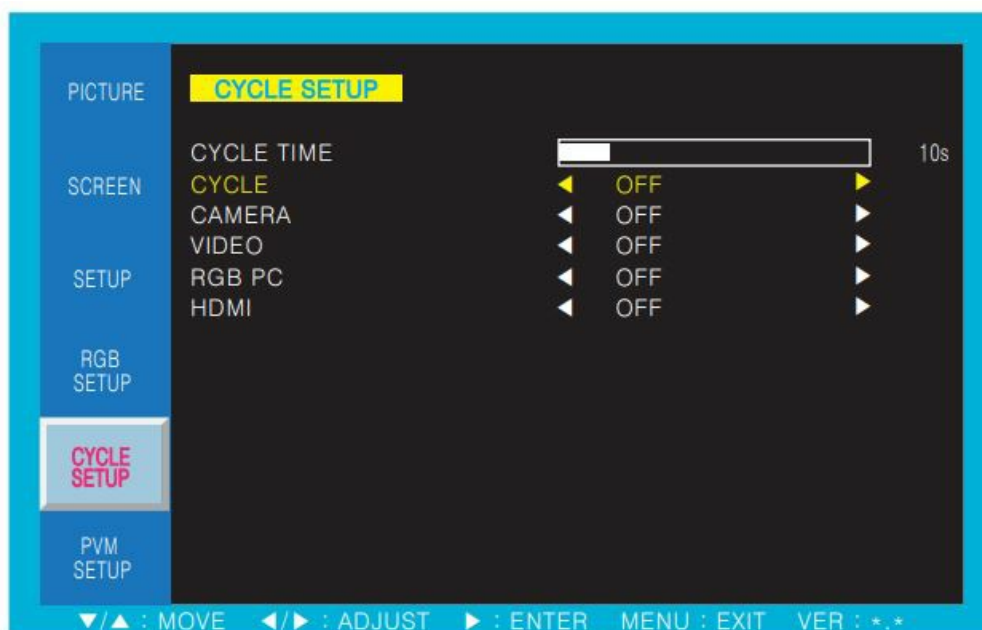 PICTURE
SCREEN
SETUP
RGB
SETUP
CYCLE
SETUP
PVM
SETUP
CYCLE SETUP
CYCLE TIME 10s
CYCLE ◀ OFF ▶
CAMERA ◀ OFF ▶
VIDEO ◀ OFF ▶
RGB PC ◀ OFF ▶
HDMI ◀ OFF ▶
▼/▲ : MOVE ◀/▶ : ADJUST ▶ : ENTER MENU : EXIT VER : *.*